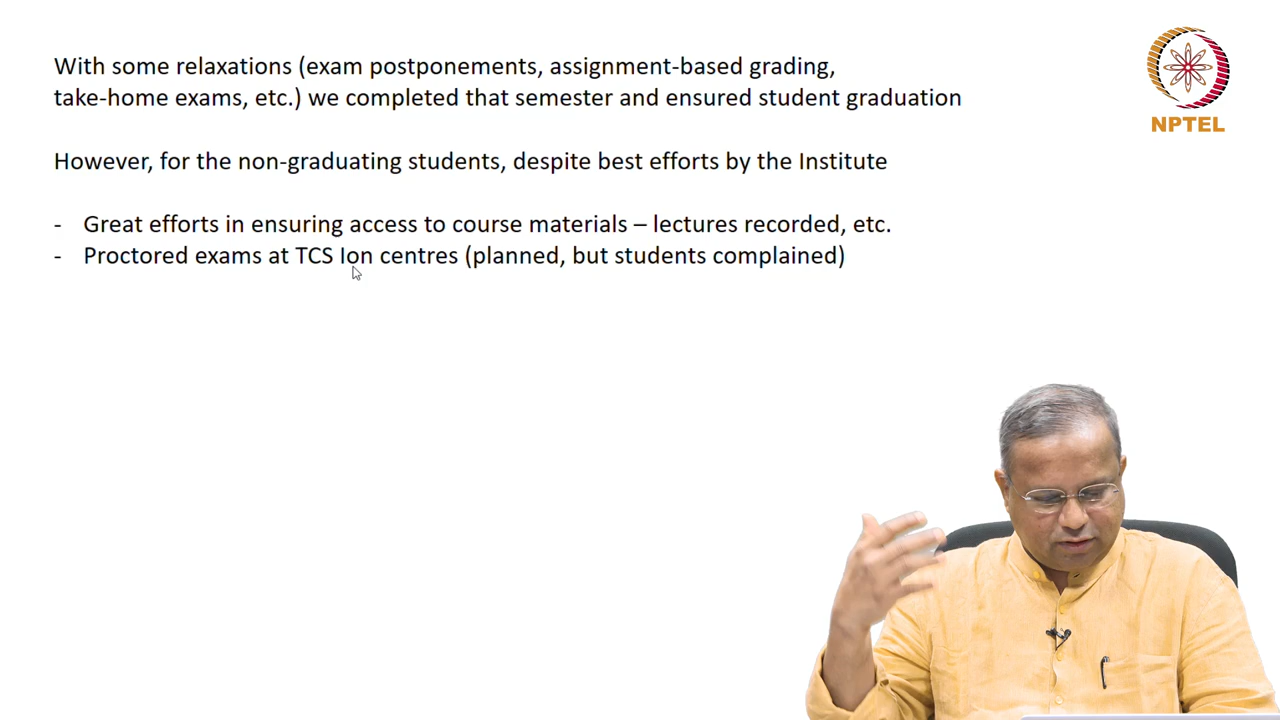 With some relaxations (exam postponements, assignment-based grading,
take-home exams, etc.) we completed that semester and ensured student graduation
However, for the non-graduating students, despite best efforts by the Institute
- Great efforts in ensuring access to course materials – lectures recorded, etc.
- Proctored exams at TCS Ion centres (planned, but students complained)
NPTEL